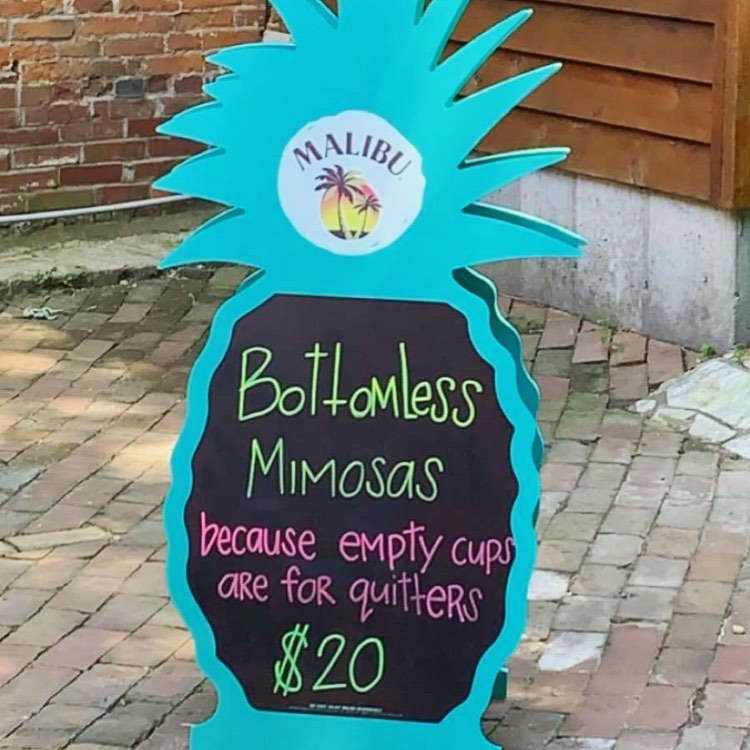 MALIBU
BottomLess
Mimosas
because empty cups
are for quitters
$20